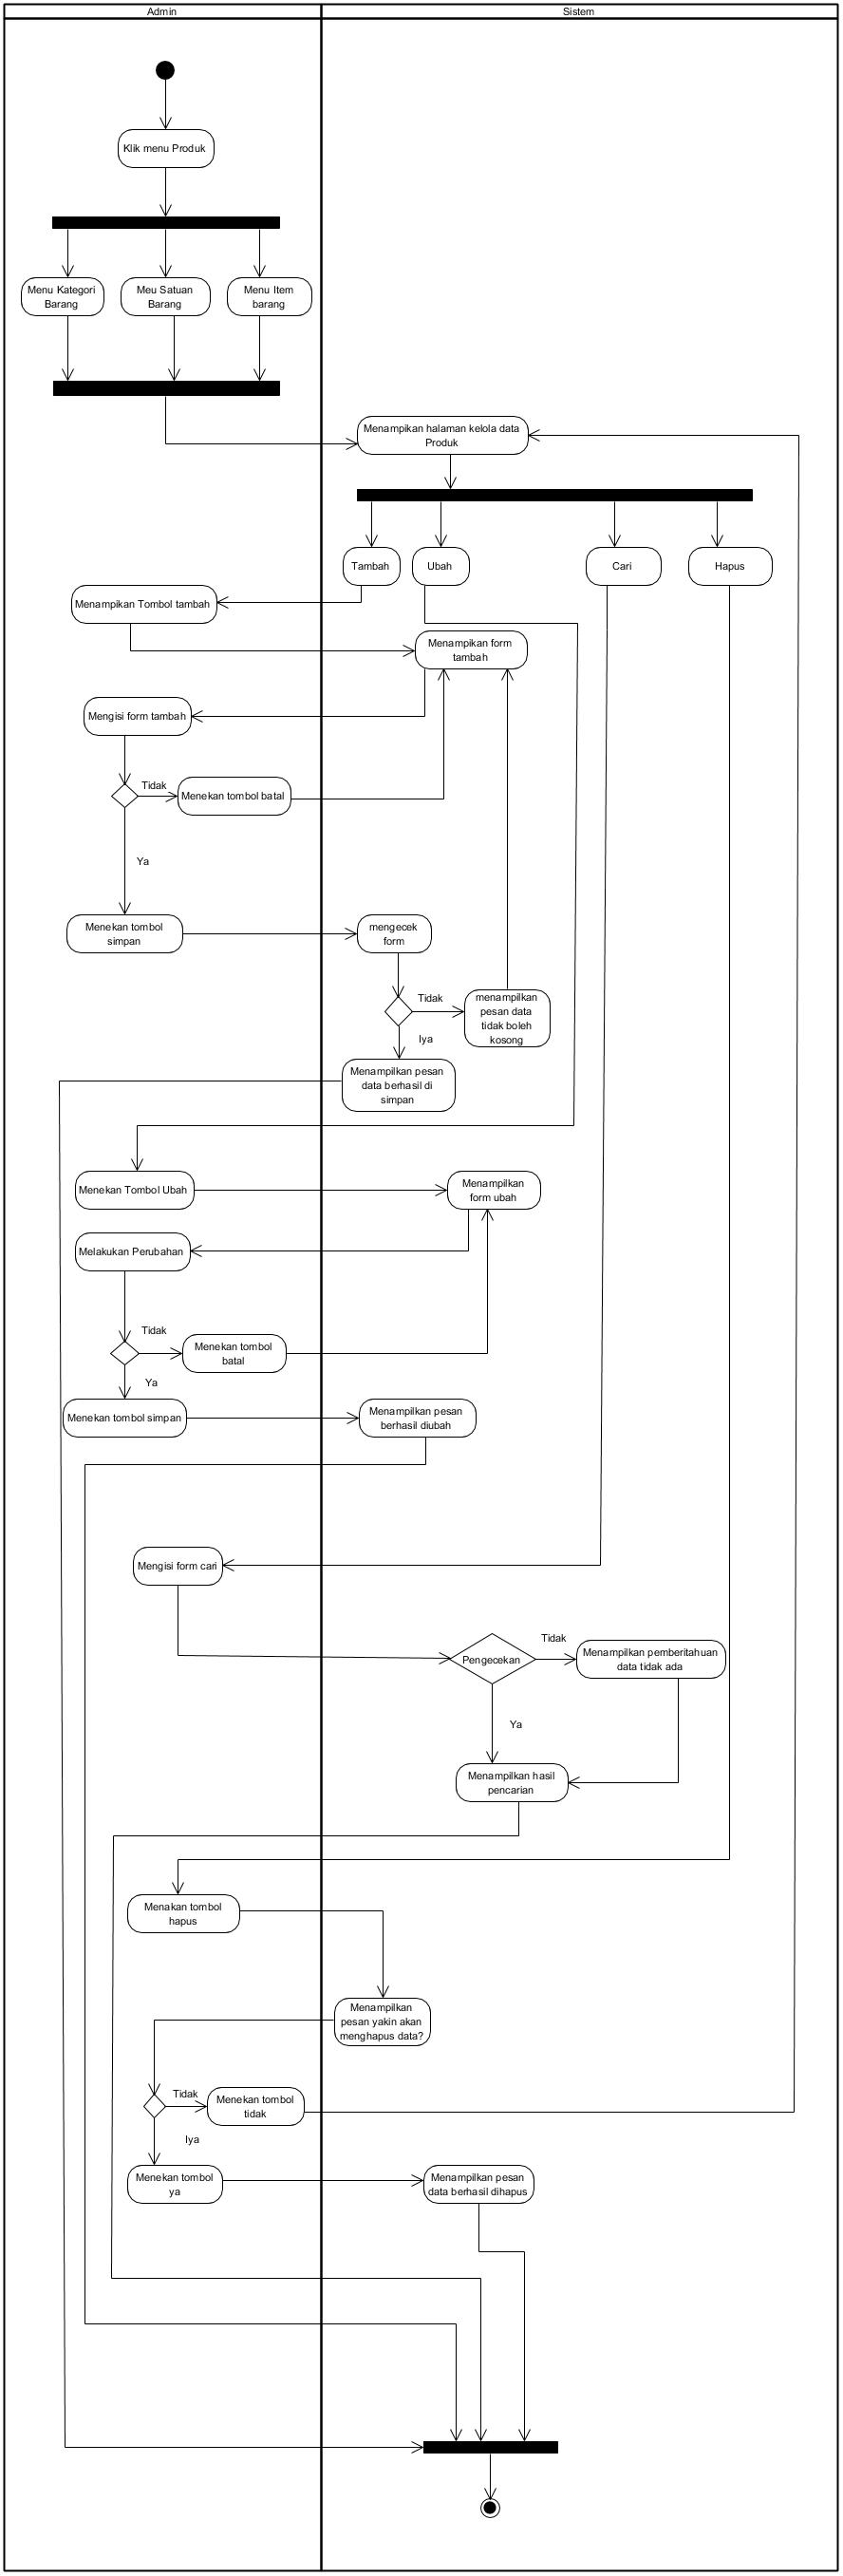 Admin
Sistem
Klik menu Produk
Menu Kategori
Barang
Meu Satuan
Barang
Menu Item
barang
Menampikan halaman kelola data
Produk
Tambah
Ubah
Cari
Hapus
Menampikan Tombol tambah
Menampikan form
tambah
Mengisi form tambah
Tidak
Menekan tombol batal
Ya
Menekan tombol
simpan
mengecek
form
Tidak
menampilkan
pesan data
tidak boleh
kosong
Iya
Menampilkan pesan
data berhasil di
simpan
Menekan Tombol Ubah
Menampilkan
form ubah
Melakukan Perubahan
Tidak
Menekan tombol
batal
Ya
Menekan tombol simpan
Menampilkan pesan
berhasil diubah
Mengisi form cari
Pengecekan
Tidak
Menampilkan pemberitahuan
data tidak ada
Ya
Menampilkan hasil
pencarian
Menakan tombol
hapus
Menampilkan
pesan yakin akan
menghapus data?
Tidak
Menekan tombol
tidak
Iya
Menekan tombol
ya
Menampilkan pesan
data berhasil dihapus